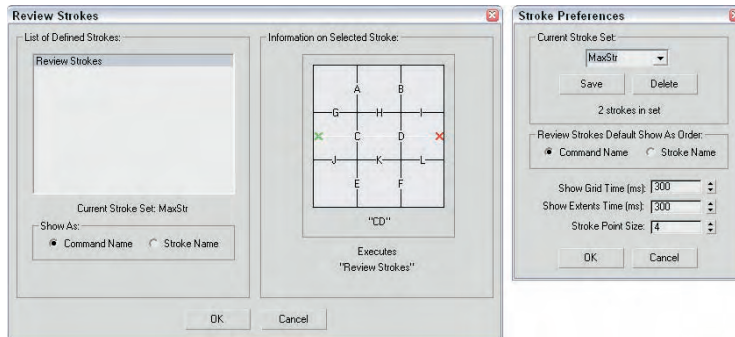 Review Strokes
List of Defined Strokes:
Review Strokes
Current Stroke Set: MaxStr
Show As:
Command Name Stroke Name
Information on Selected Stroke:
A B
G H I
C D
J K L
E F
"CD"
Executes
"Review Strokes"
OK Cancel
Stroke Preferences
Current Stroke Set:
MaxStr
Save Delete
2 strokes in set
Review Strokes Default Show As Order:
Command Name Stroke Name
Show Grid Time (ms): 300
Show Extents Time (ms): 300
Stroke Point Size: 4
OK Cancel